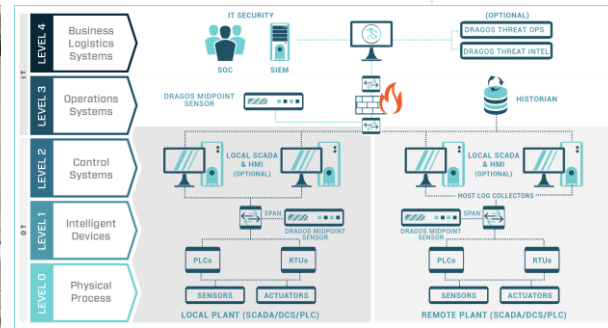 IT
OT
LEVEL 4
Business
Logistics
Systems
LEVEL 3
Operations
Systems
LEVEL 2
Control
Systems
LEVEL 1
Intelligent
Devices
LEVEL 0
Physical
Process
IT SECURITY
SOC
SIEM
(OPTIONAL)
DRAGOS THREAT OPS
DRAGOS THREAT INTEL
DRAGOS MIDPOINT
SENSOR
HISTORIAN
LOCAL SCADA
& HMI
(OPTIONAL)
SPAN
DRAGOS MIDPOINT
SENSOR
PLCs
RTUs
SENSORS
ACTUATORS
LOCAL PLANT (SCADA/DCS/PLC)
LOCAL SCADA
& HMI
(OPTIONAL)
HOST LOG COLLECTORS
SPAN
DRAGOS MIDPOINT
SENSOR
PLCs
RTUs
SENSORS
ACTUATORS
REMOTE PLANT (SCADA/DCS/PLC)